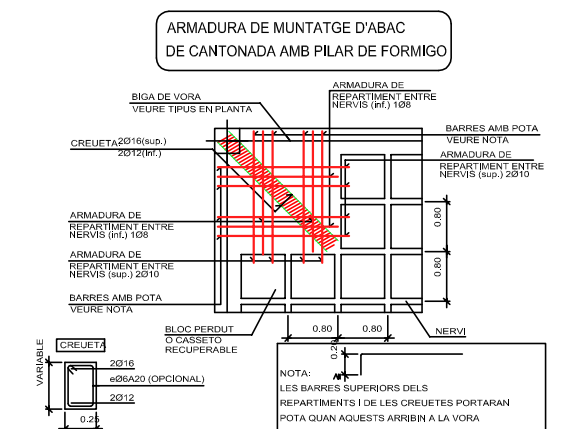 ARMADURA DE MUNTATGE D'ABAC
DE CANTONADA AMB PILAR DE FORMIGO
ARMADURA DE
REPARTIMENT ENTRE
NERVIS (inf.) 1Ø8
BIGA DE VORA
VEURE TIPUS EN PLANTA
BARRES AMB POTA
VEURE NOTA
CREUETA 2Ø16(sup.)
2Ø12(inf.)
ARMADURA DE
REPARTIMENT ENTRE
NERVIS (sup.) 2Ø10
ARMADURA DE
REPARTIMENT ENTRE
NERVIS (inf.) 1Ø8
0.80
ARMADURA DE
REPARTIMENT ENTRE
NERVIS (sup.) 2Ø10
0.80
BARRES AMB POTA
VEURE NOTA
BLOC PERDUT
O CASSETO
RECUPERABLE
0.80
0.80
NERVI
CREUETA
VARIABLE
2Ø16
eØ6A20 (OPCIONAL)
2Ø12
0.25
0.20
NOTA:
LES BARRES SUPERIORS DELS
REPARTIMENTS I DE LES CREUETES PORTARAN
POTA QUAN AQUESTS ARRIBIN A LA VORA